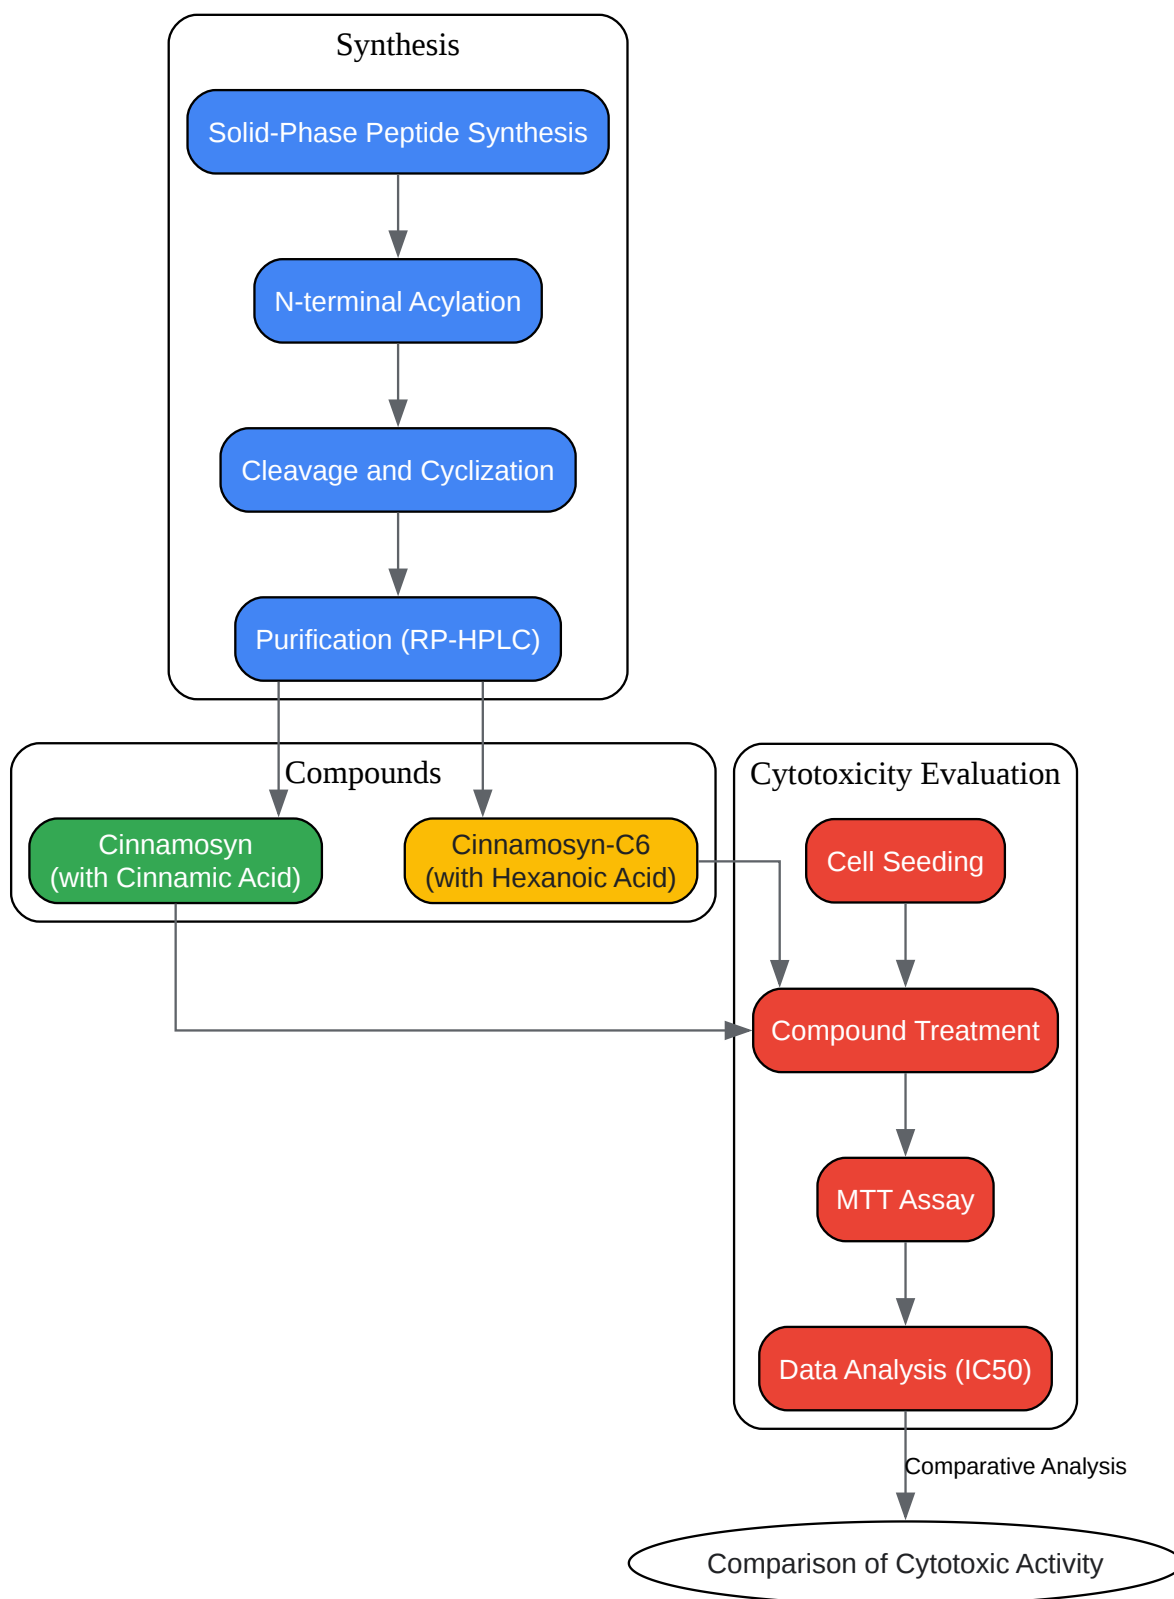 Synthesis
Solid-Phase Peptide Synthesis
N-terminal Acylation
Cleavage and Cyclization
Purification (RP-HPLC)
Compounds
Cinnamosyn
(with Cinnamic Acid)
Cinnamosyn-C6
(with Hexanoic Acid)
Cytotoxicity Evaluation
Cell Seeding
Compound Treatment
MTT Assay
Data Analysis (IC50)
Comparative Analysis
Comparison of Cytotoxic Activity